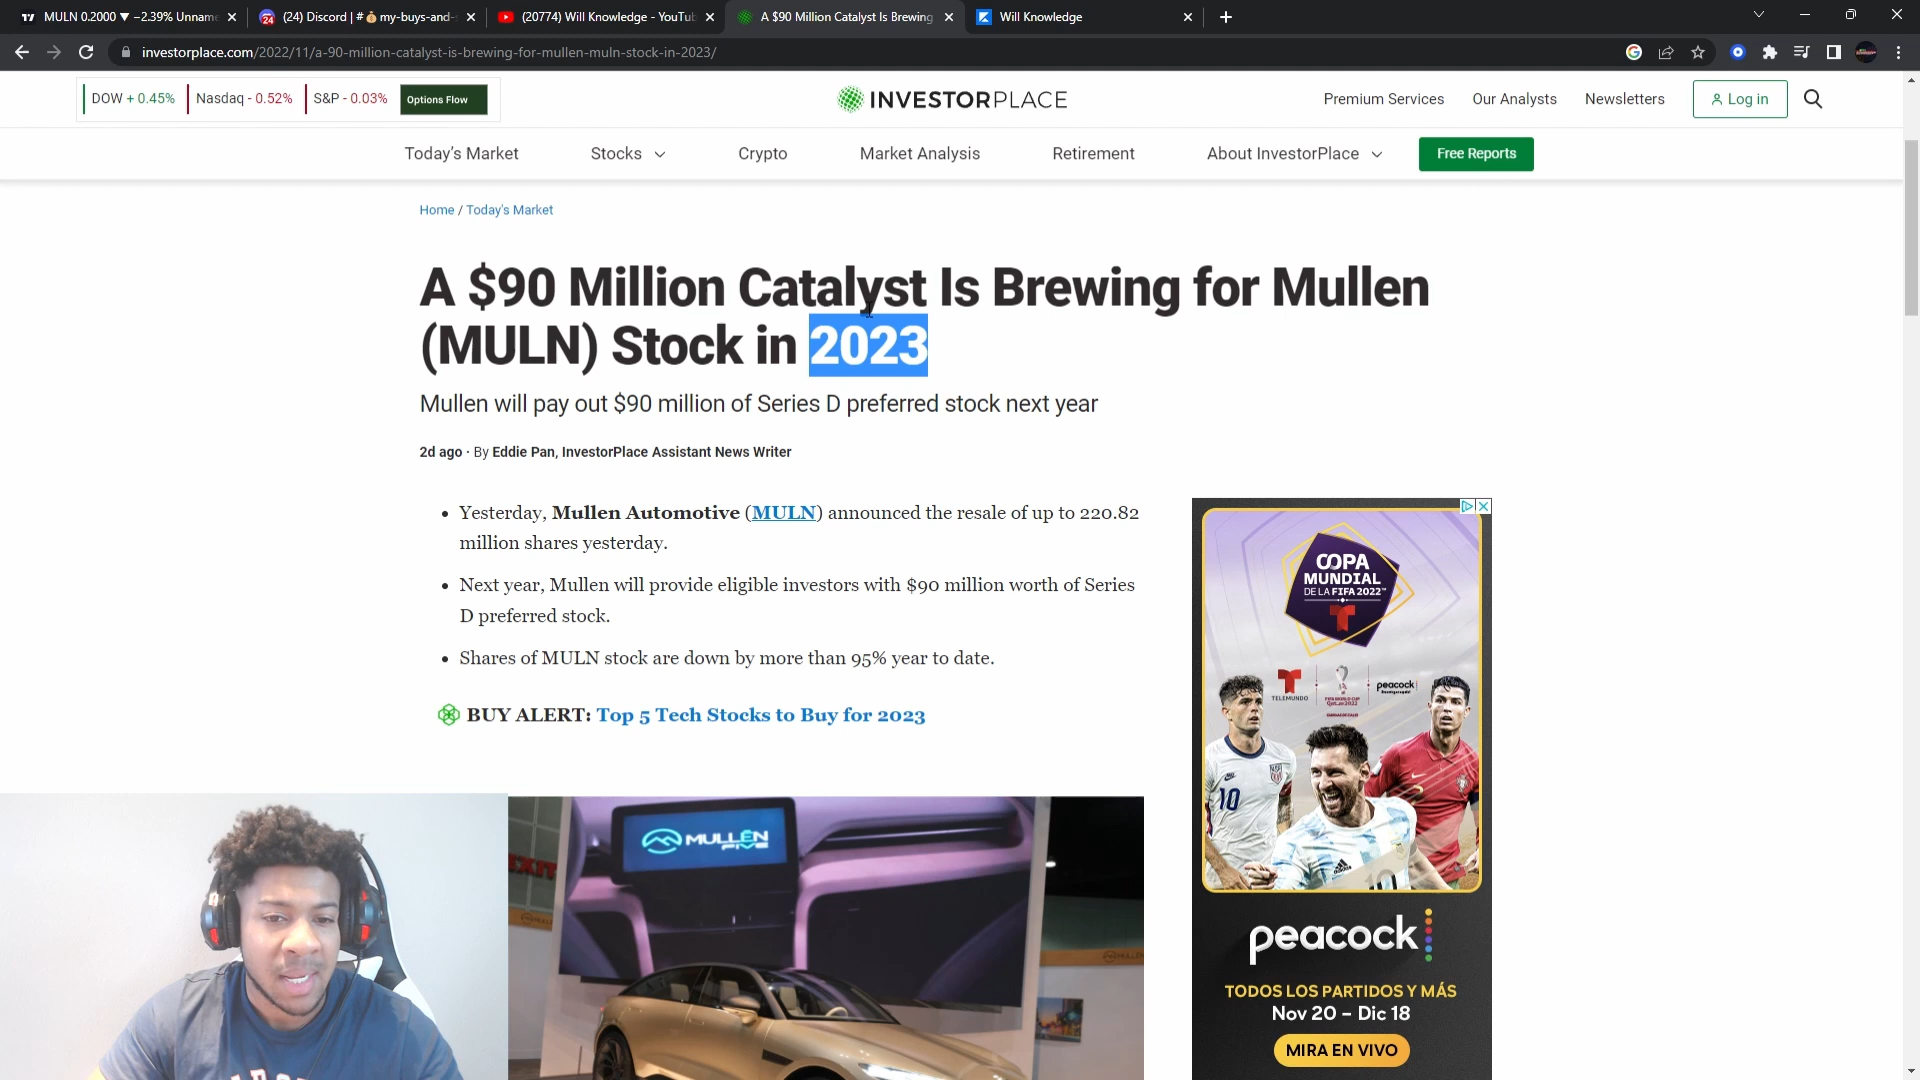 MULN 0.2000 ▼ −2.39% Unname
(24) Discord | #💰my-buys-and-s
(20774) Will Knowledge - YouTub
A $90 Million Catalyst Is Brewing
Will Knowledge
investorplace.com/2022/11/a-90-million-catalyst-is-brewing-for-mullen-muln-stock-in-2023/
DOW + 0.45%
Nasdaq - 0.52%
S&P - 0.03%
Options Flow
INVESTORPLACE
Premium Services
Our Analysts
Newsletters
Log in
Today's Market
Stocks
Crypto
Market Analysis
Retirement
About InvestorPlace
Free Reports
Home / Today's Market
A $90 Million Catalyst Is Brewing for Mullen
(MULN) Stock in 2023
Mullen will pay out $90 million of Series D preferred stock next year
2d ago · By Eddie Pan, InvestorPlace Assistant News Writer
• Yesterday, Mullen Automotive (MULN) announced the resale of up to 220.82
million shares yesterday.
• Next year, Mullen will provide eligible investors with $90 million worth of Series
D preferred stock.
• Shares of MULN stock are down by more than 95% year to date.
BUY ALERT: Top 5 Tech Stocks to Buy for 2023
MULLEN
FIVE
EXIT
COPA
MUNDIAL
DE LA FIFA 2022™
TELEMUNDO
peacock
10
peacock
TODOS LOS PARTIDOS Y MÁS
Nov 20 – Dic 18
MIRA EN VIVO